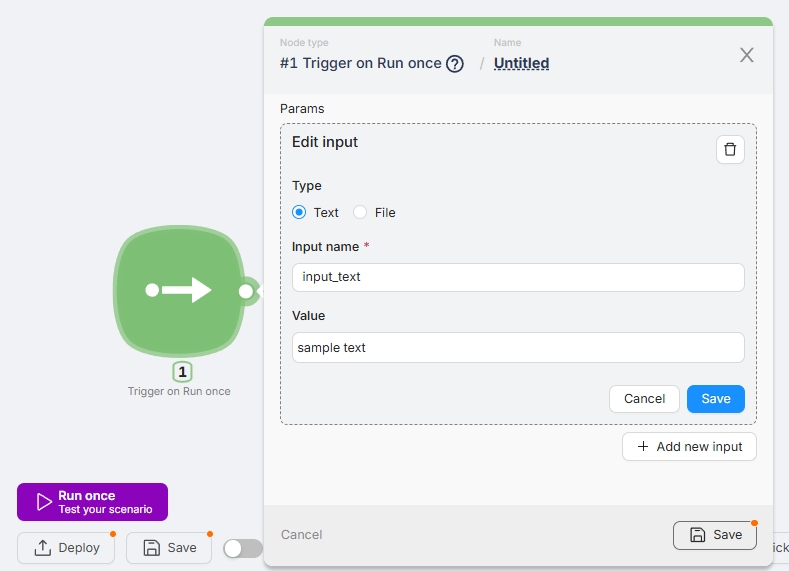 Node type
Name
#1 Trigger on Run once
?
/
Untitled
Params
Edit input
Type
Text
File
Input name *
input_text
Value
sample text
Cancel
Save
+ Add new input
1
Trigger on Run once
Run once
Test your scenario
Deploy
Save
Cancel
Save